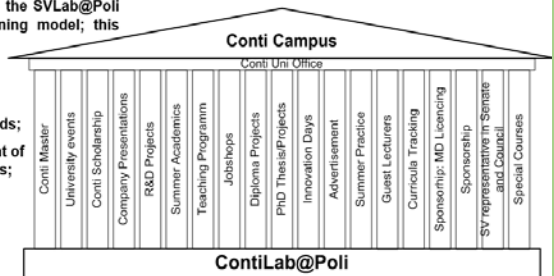 the SVLab@Poli
ning model; this
ds;
nt of
s;
Conti Campus
Conti Uni Office
Conti Master
University events
Conti Scholarship
Company Presentations
R&D Projects
Summer Academics
Teaching Programm
Jobshops
Diploma Projects
PhD Thesis/Projects
Innovation Days
Advertisement
Summer Practice
Guest Lecturers
Curricula Tracking
Sponsorhip: MD Licencing
Sponsorship
SV representative in Senate
and Council
Special Courses
ContiLab@Poli